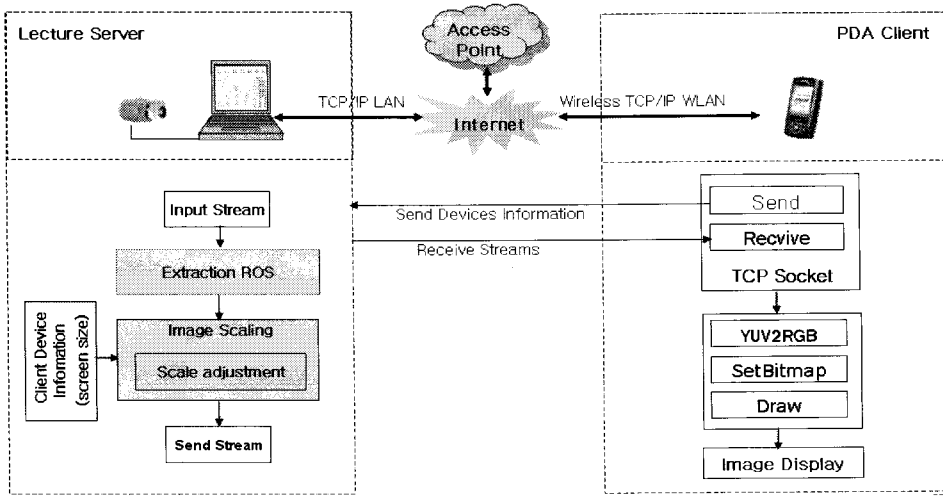 Lecture Server
Access
Point
PDA Client
TCP/IP LAN
Internet
Wireless TCP/IP WLAN
Input Stream
Extraction ROS
Image Scaling
Scale adjustment
Send Stream
Client Device
Infomation
(screen size)
Send Devices Information
Receive Streams
Send
Recvive
TCP Socket
YUV2RGB
SetBitmap
Draw
Image Display